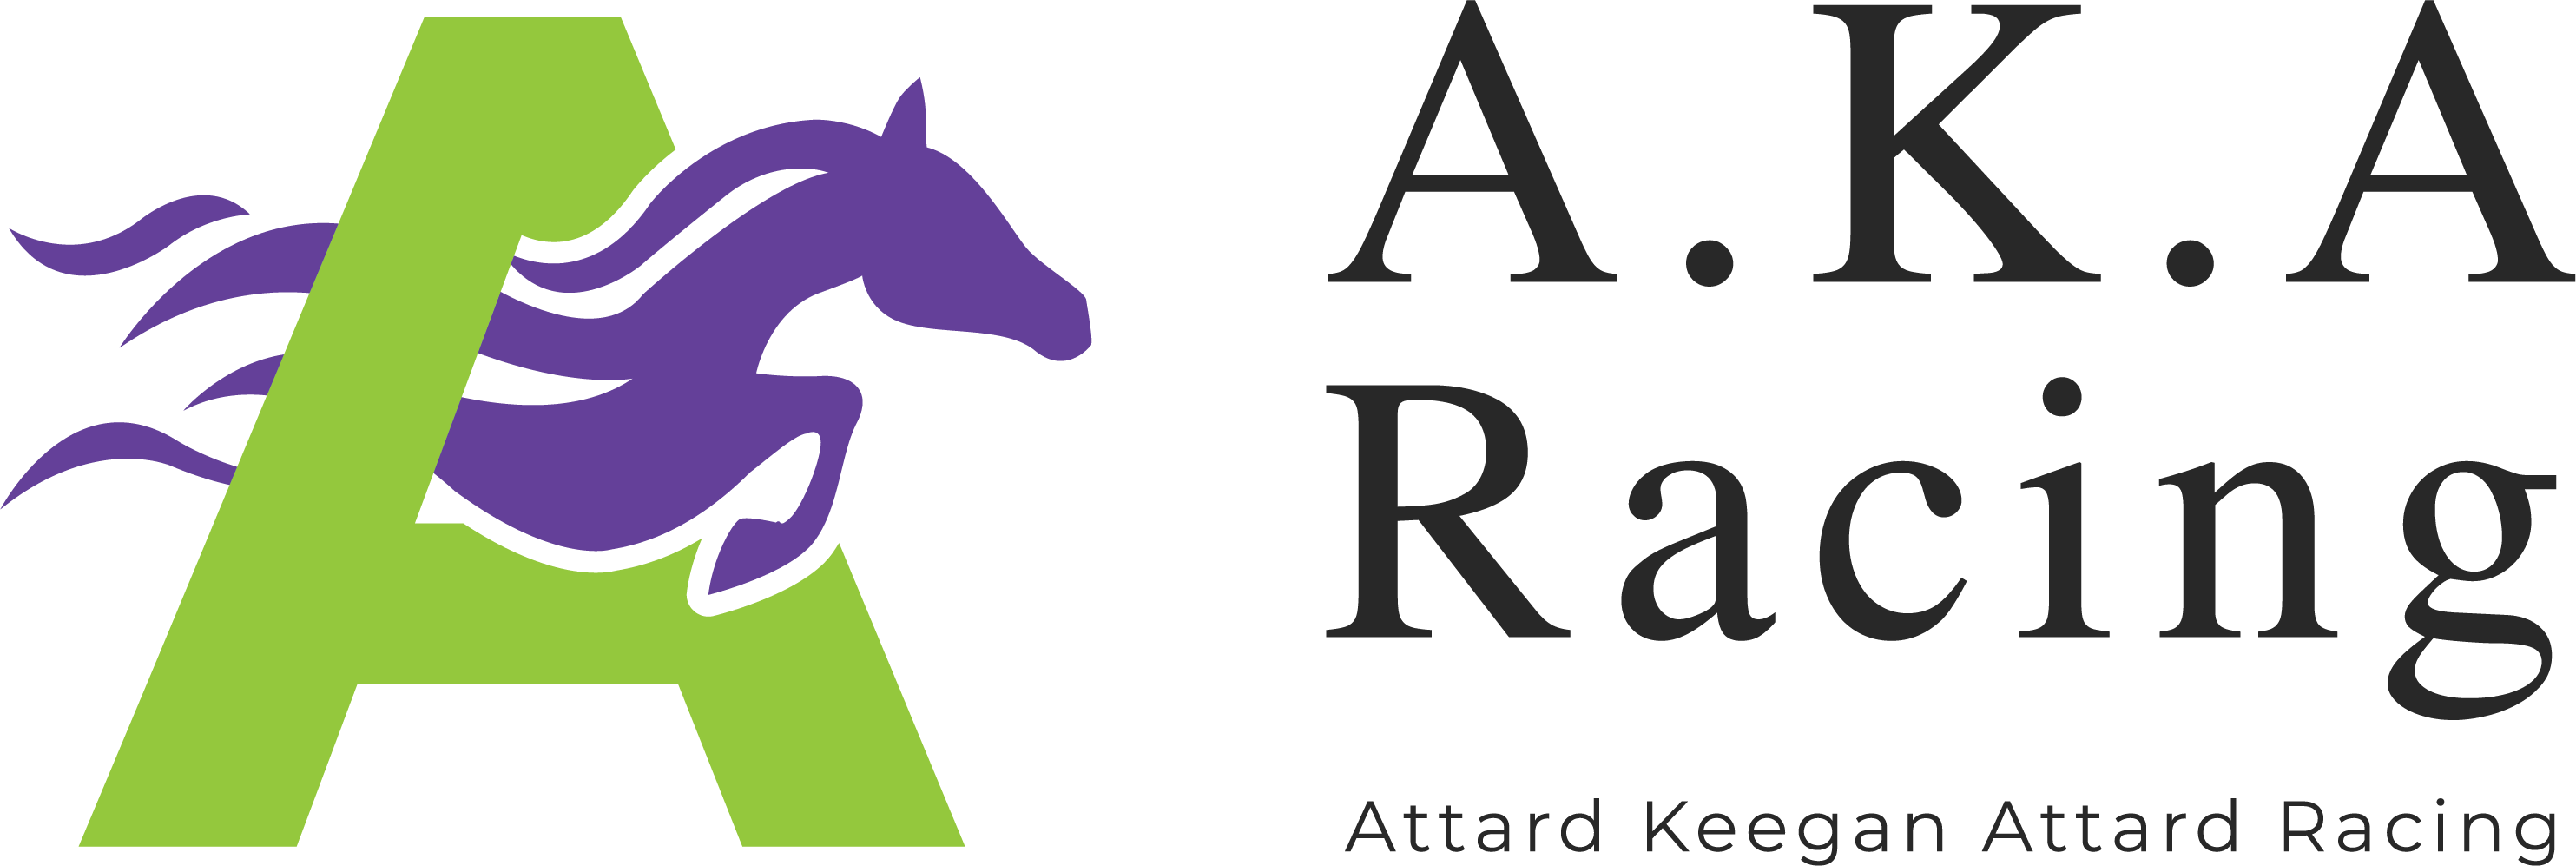 A
A.K.A
Racing
Attard Keegan Attard Racing